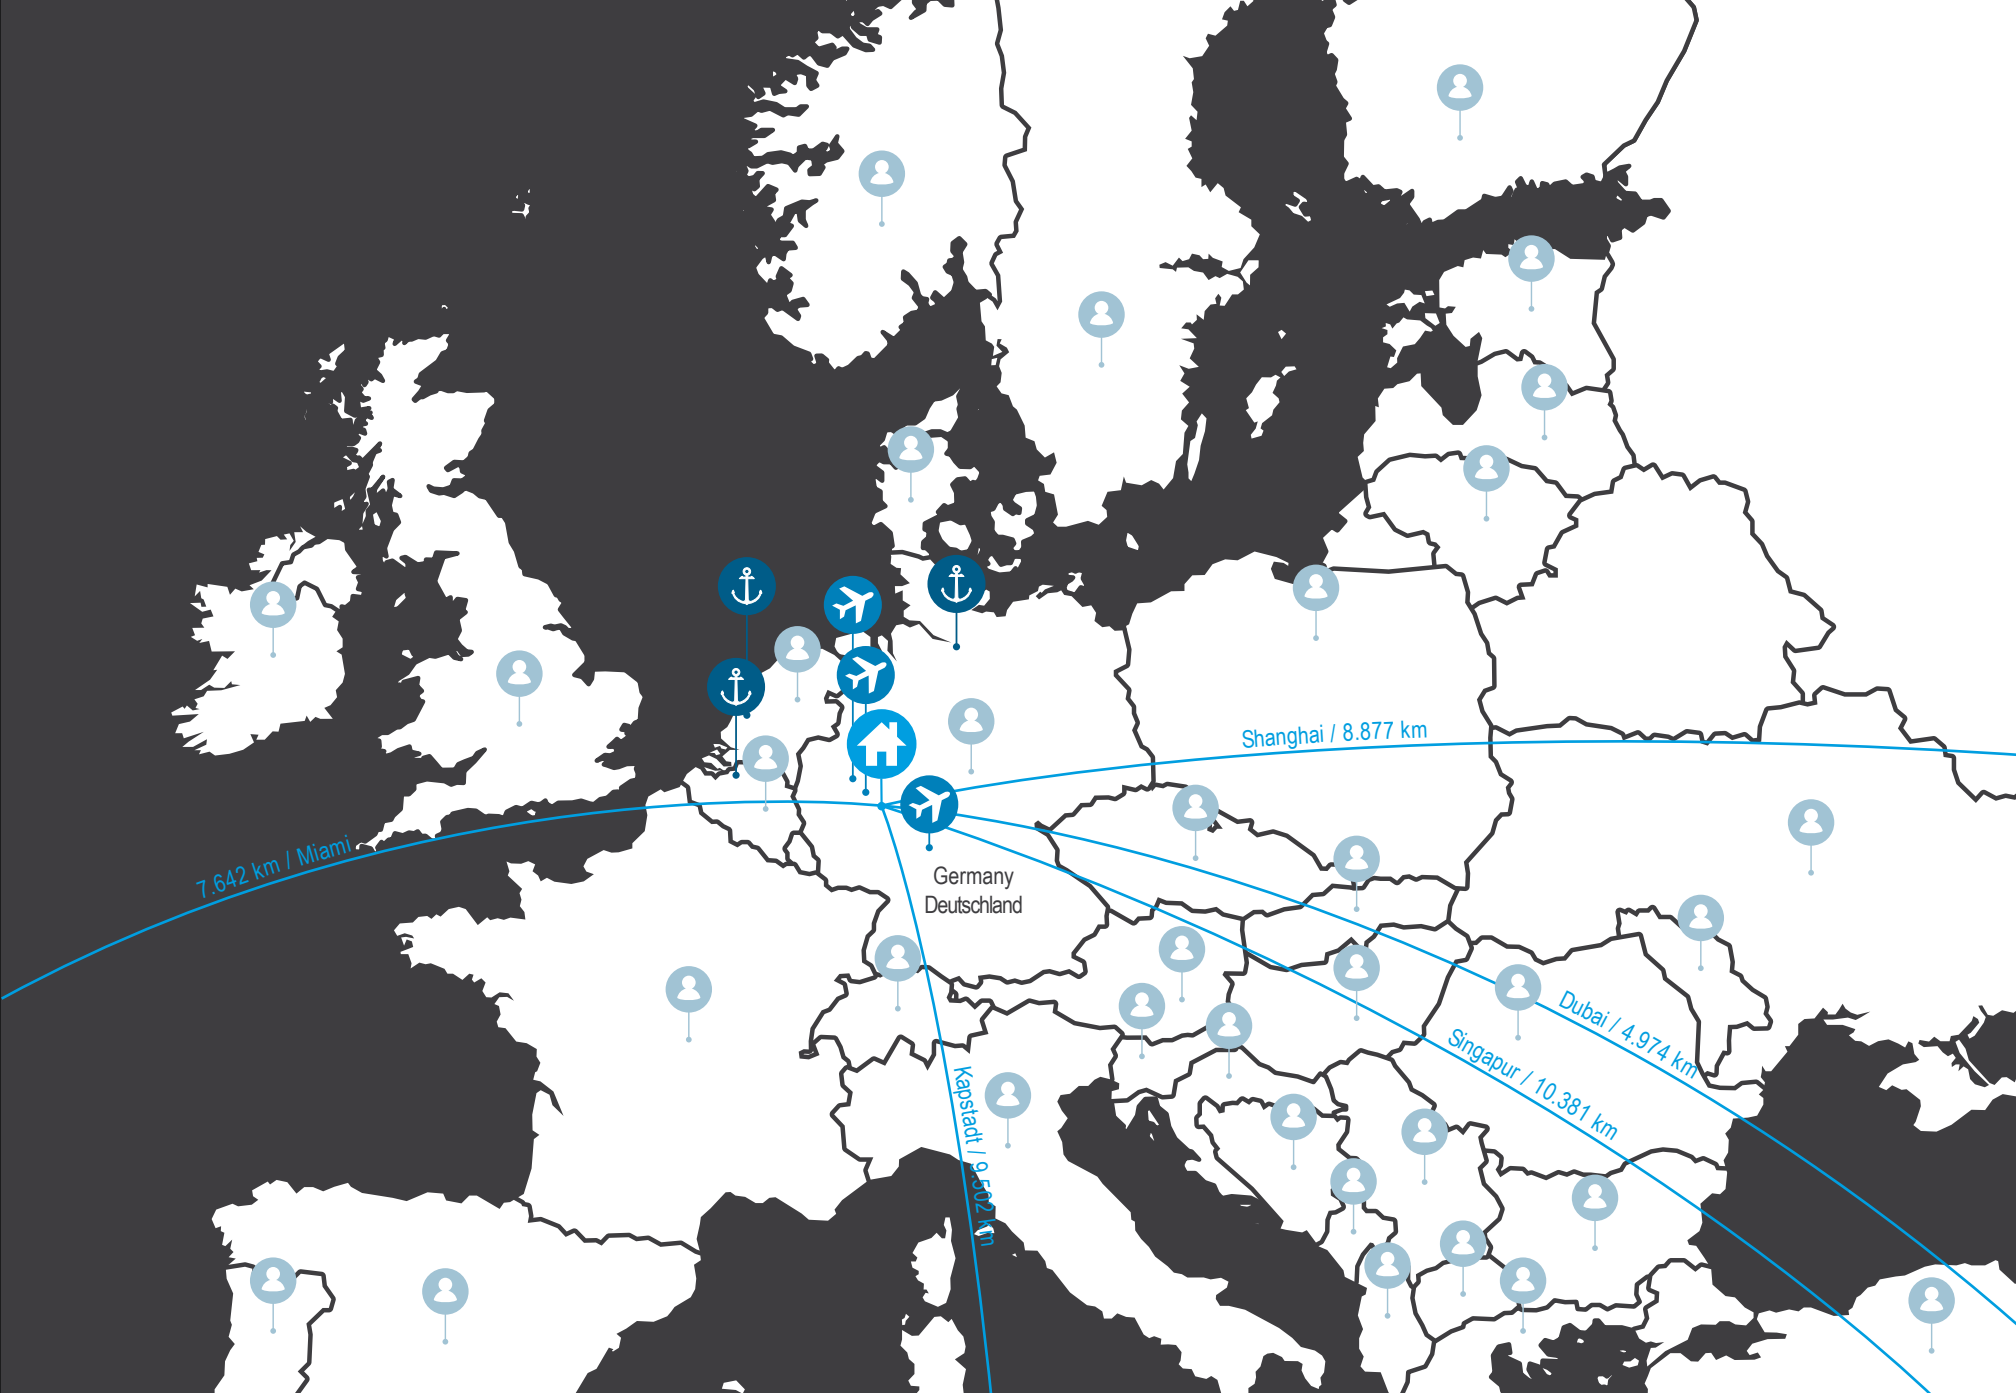 Shanghai / 8.877 km
7.642 km / Miami
Germany
Deutschland
Dubai / 4.974 km
Singapur / 10.381 km
Kapstadt / 9.502 km